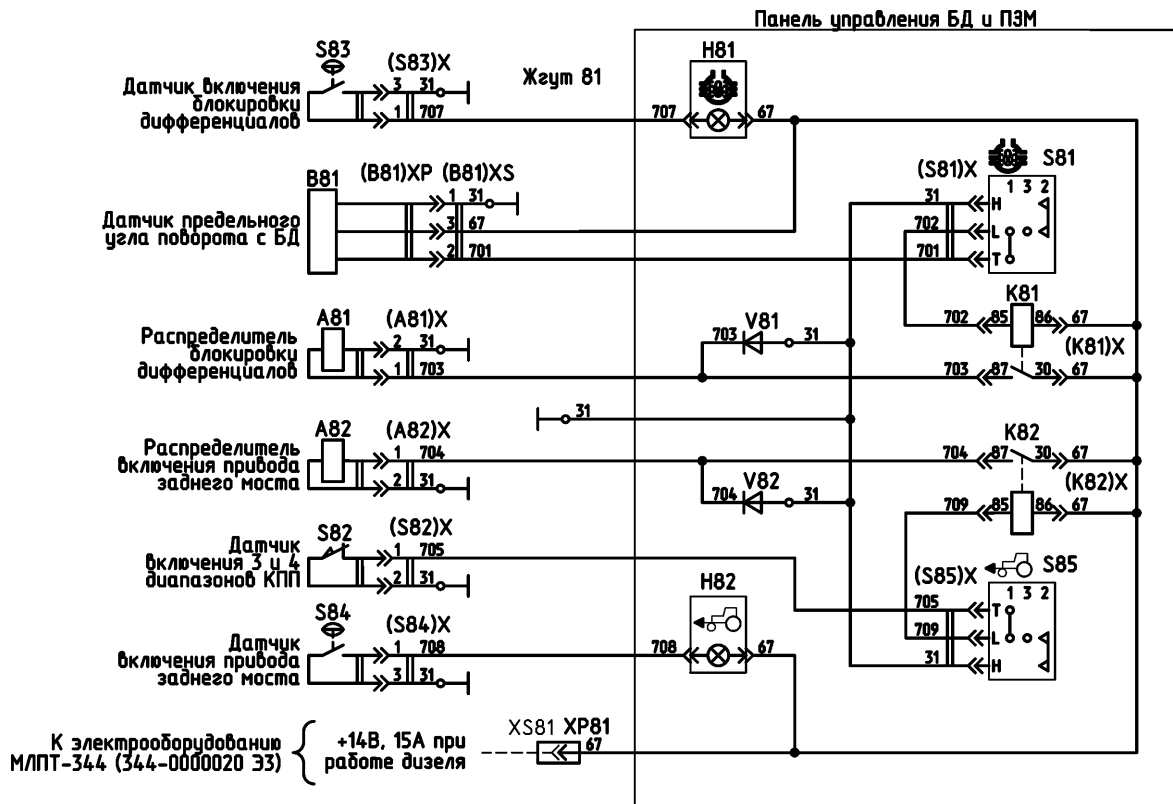 Панель управления БД и ПЭМ
S83
(S83)X
Жгут 81
H81
Датчик включения
блокировки
дифференциалов
3 31
1 707
707
67
(B81)XP (B81)XS
B81
Датчик предельного
угла поворота с БД
1 31
3 67
2 701
(S81)X
S81
1 3 2
31 H
702 L
701 T
K81
702 85 86 67
(K81)X
703 87 30 67
Распределитель
блокировки
дифференциалов
A81
(A81)X
2 31
1 703
V81
703 31
31
Распределитель
включения привода
заднего моста
A82
(A82)X
1 704
2 31
V82
704 31
K82
704 87 30 67
(K82)X
709 85 86 67
Датчик
включения 3 и 4
диапазонов КПП
S82
(S82)X
1 705
2 31
(S85)X
S85
1 3 2
705 T
709 L
31 H
H82
Датчик
включения привода
заднего моста
S84
(S84)X
1 708
3 31
708
67
К электрооборудованию
МЛПТ-344 (344-0000020 ЭЗ)
+14В, 15А при
работе дизеля
XS81 XP81
67